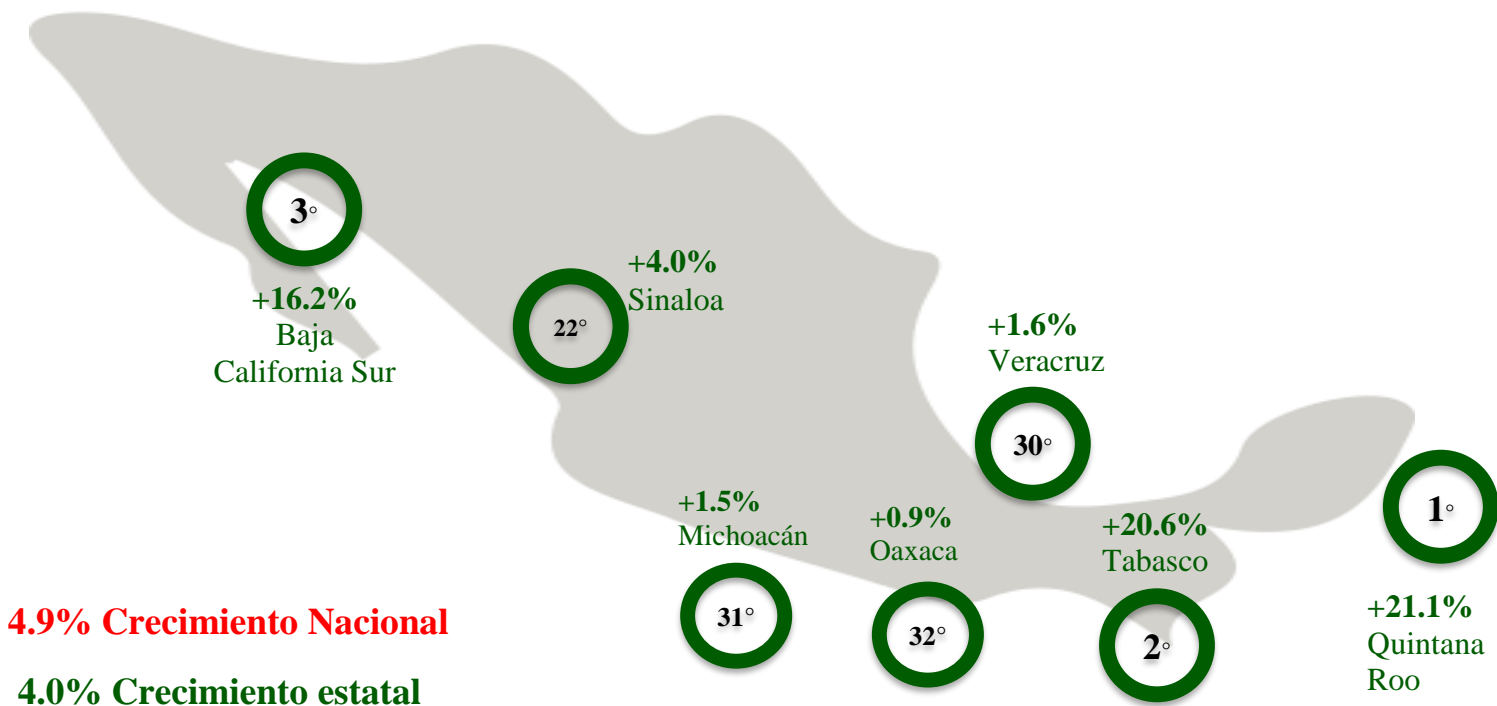 3°
+16.2%
Baja
California Sur
22°
+4.0%
Sinaloa
+1.6%
Veracruz
30°
+1.5%
Michoacán
31°
+0.9%
Oaxaca
32°
+20.6%
Tabasco
2°
1°
+21.1%
Quintana
Roo
4.9% Crecimiento Nacional
4.0% Crecimiento estatal